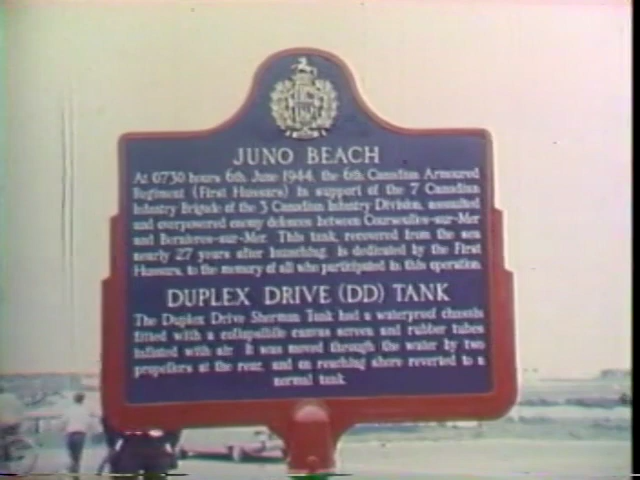 JUNO BEACH
At 0730 hours 6th. June 1944, the 6th Canadian Armoured
Regiment (First Hussars) in support of the 7 Canadian
Infantry Brigade of the 3 Canadian Infantry Division, assaulted
and overpowered enemy defences between Courseulles-sur-Mer
and Bernieres-sur-Mer. This tank, recovered from the sea
nearly 27 years after launching, is dedicated by the First
Hussars, to the memory of all who participated in this operation.
DUPLEX DRIVE (DD) TANK
The Duplex Drive Sherman Tank had a waterproof chassis
fitted with a collapsible canvas screen and rubber tubes
inflated with air. It was moved through the water by two
propellers at the rear, and on reaching shore reverted to a
normal tank.